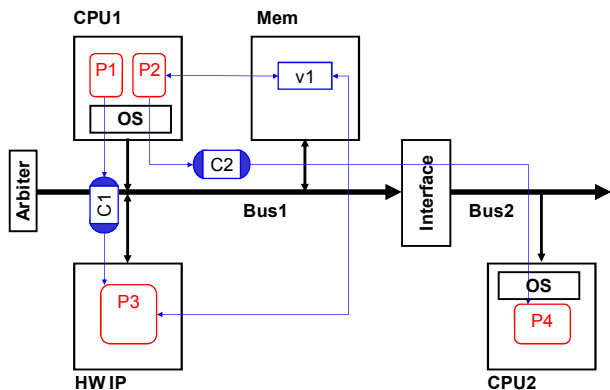 CPU1
Mem
P1
P2
v1
OS
C2
Arbiter
C1
Bus1
Interface
Bus2
P3
OS
P4
HW IP
CPU2